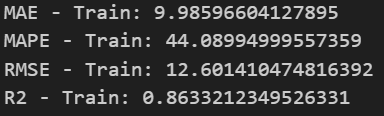 MAE - Train: 9.98596604127895
MAPE - Train: 44.08994999557359
RMSE - Train: 12.601410474816392
R2 - Train: 0.8633212349526331